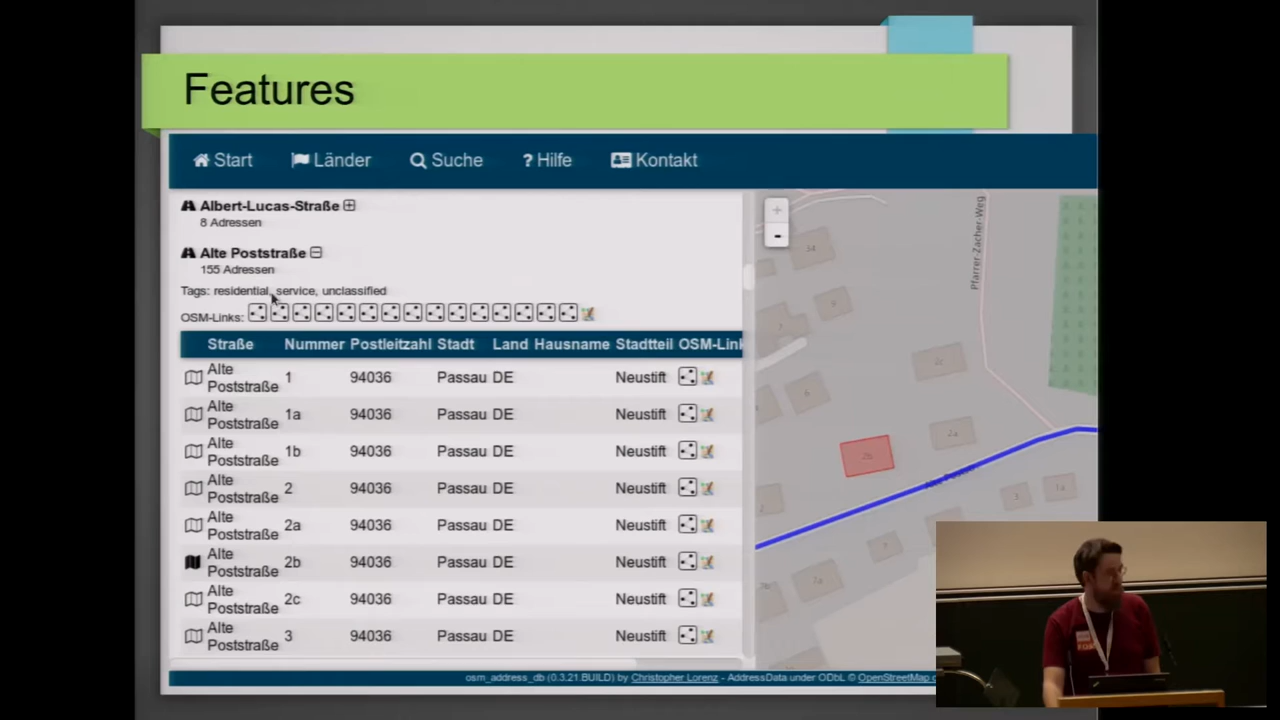 Features
Start Länder Suche ? Hilfe Kontakt
Albert-Lucas-Straße
8 Adressen
Alte Poststraße
155 Adressen
Tags: residential, service, unclassified
OSM-Links:
Straße Nummer Postleitzahl Stadt Land Hausname Stadtteil OSM-Link
Alte
Poststraße 1 94036 Passau DE Neustift
Alte
Poststraße 1a 94036 Passau DE Neustift
Alte
Poststraße 1b 94036 Passau DE Neustift
Alte
Poststraße 2 94036 Passau DE Neustift
Alte
Poststraße 2a 94036 Passau DE Neustift
Alte
Poststraße 2b 94036 Passau DE Neustift
Alte
Poststraße 2c 94036 Passau DE Neustift
Alte
Poststraße 3 94036 Passau DE Neustift
Pfarrer-Zacher-Weg
2c
2a
2b
osm_address_db (0.3.21.BUILD) by Christopher Lorenz - AddressData under ODbL © OpenStreetMap